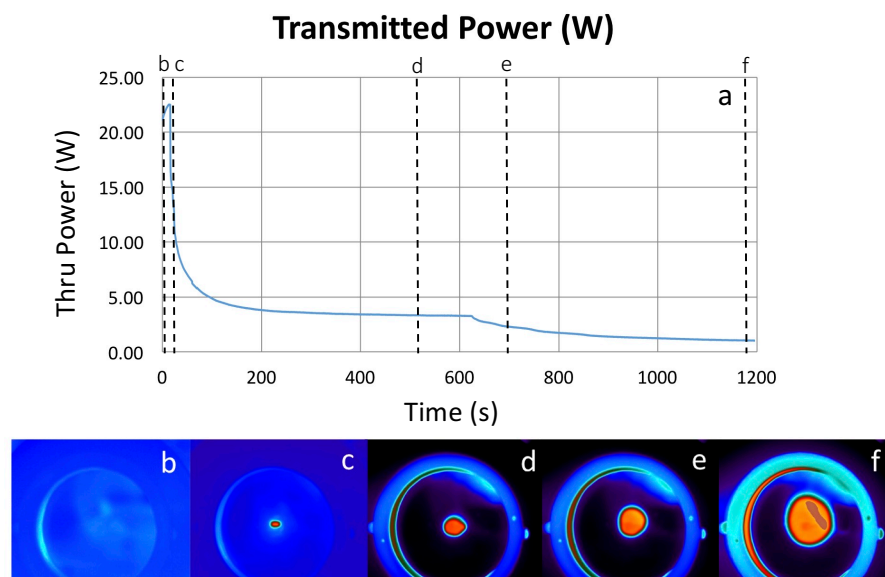 Transmitted Power (W)
b c d e f
25.00 a
20.00
15.00
10.00
5.00
0.00
Thru Power (W)
0 200 400 600 800 1000 1200
Time (s)
b c d e f